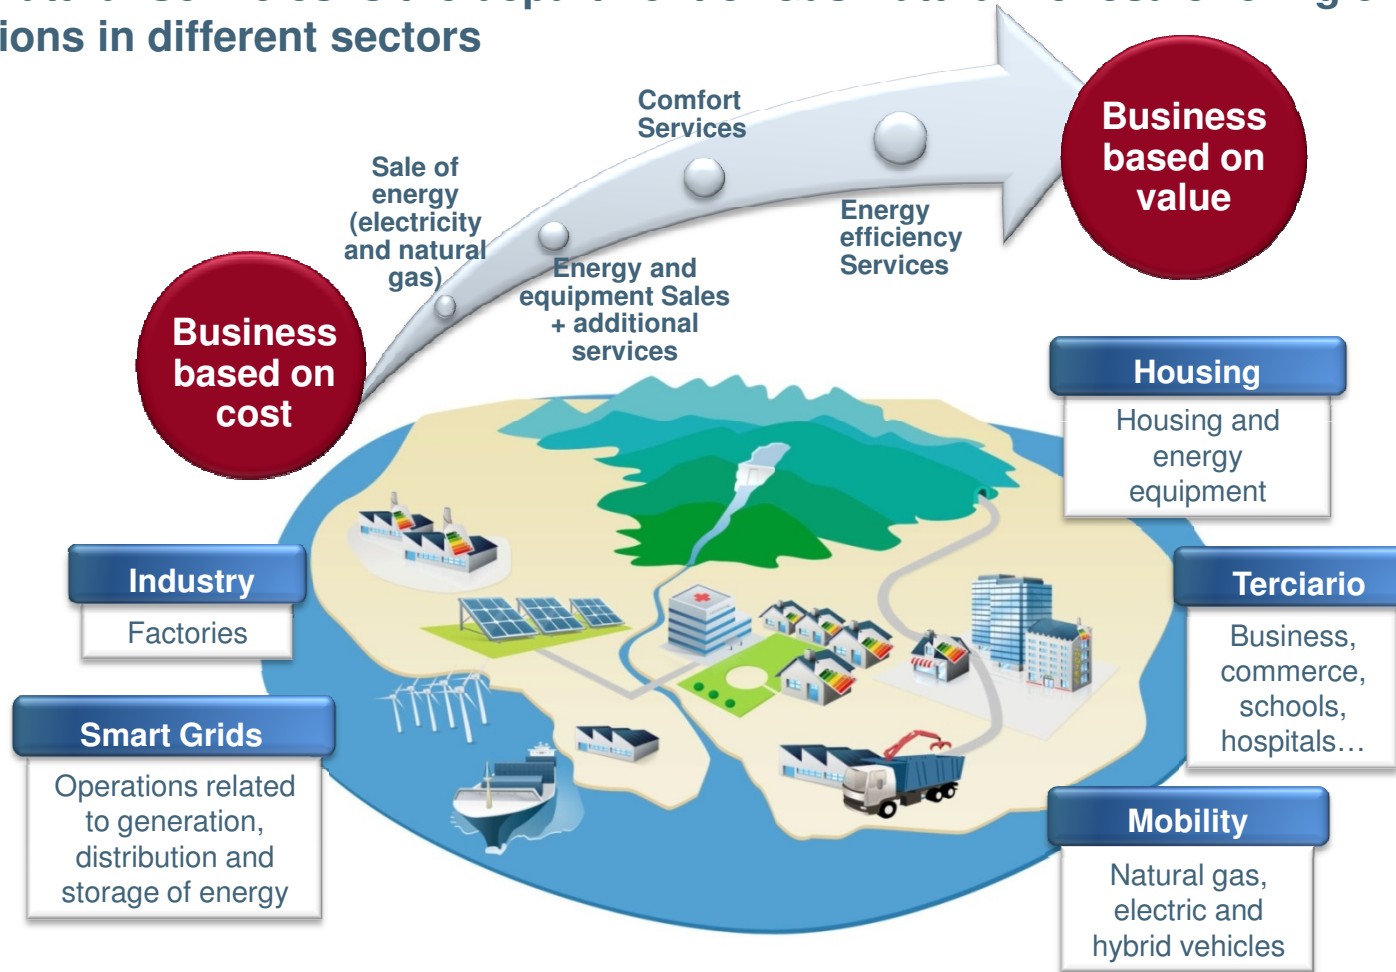 ions in different sectors
Comfort
Services
Business
based on
value
Sale of
energy
(electricity
and natural
gas)
Energy
efficiency
Services
Energy and
equipment Sales
+ additional
services
Business
based on
cost
Housing
Housing and
energy
equipment
Industry
Factories
Terciario
Business,
commerce,
schools,
hospitals…
Smart Grids
Operations related
to generation,
distribution and
storage of energy
Mobility
Natural gas,
electric and
hybrid vehicles